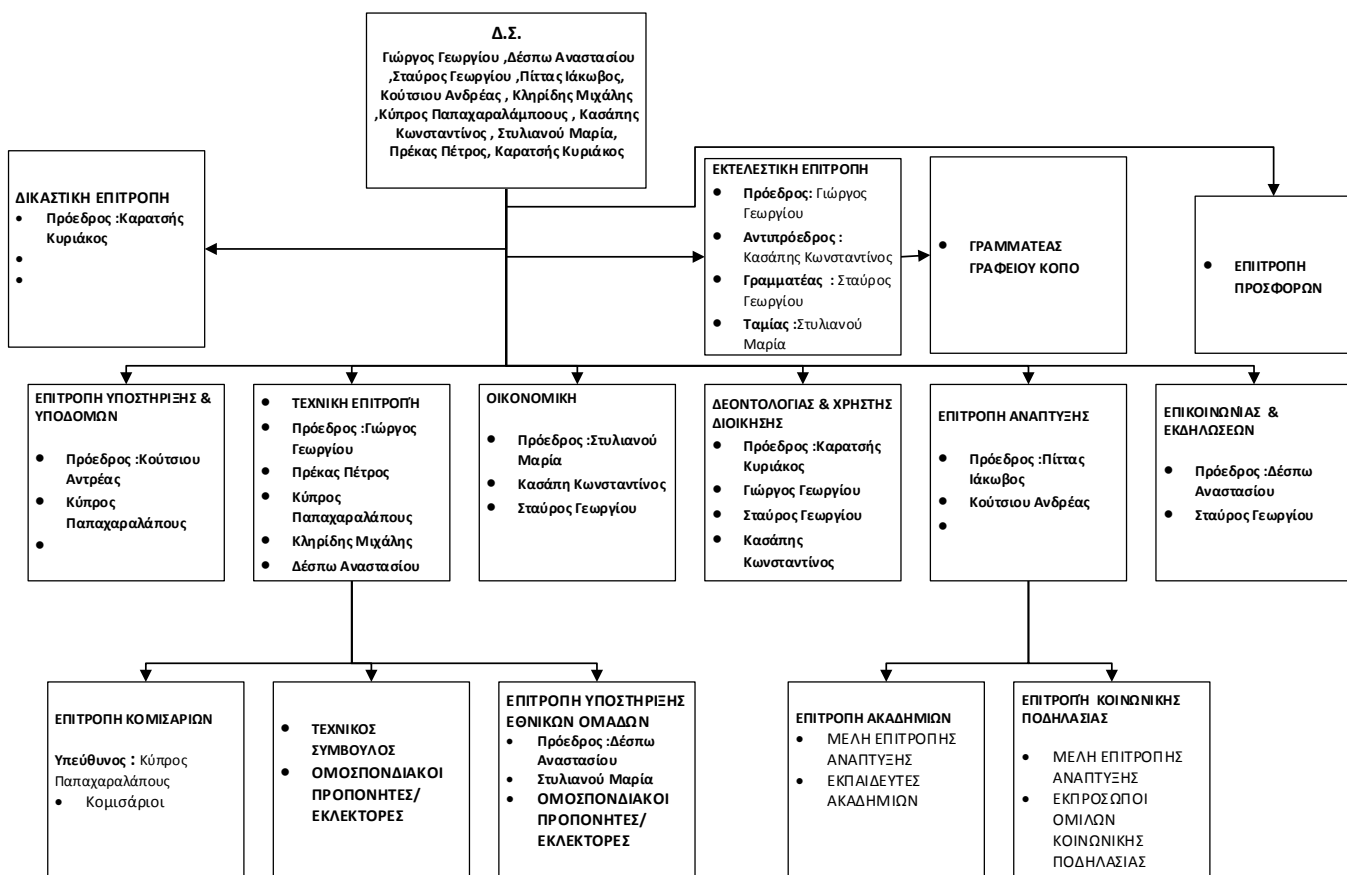 Δ.Σ.
Γιώργος Γεωργίου ,Δέσπω Αναστασίου
,Σταύρος Γεωργίου ,Πίττας Ιάκωβος,
Κούτσιου Ανδρέας , Κληρίδης Μιχάλης
,Κύπρος Παπαχαραλάμποους , Κασάπης
Κωνσταντίνος , Στυλιανού Μαρία,
Πρέκας Πέτρος, Καρατσής Κυριάκος
ΔΙΚΑΣΤΙΚΗ ΕΠΙΤΡΟΠΗ
• Πρόεδρος :Καρατσής
Κυριάκος
•
•
ΕΚΤΕΛΕΣΤΙΚΗ ΕΠΙΤΡΟΠΗ
• Πρόεδρος: Γιώργος
Γεωργίου
• Αντιπρόεδρος :
Κασάπης Κωνσταντίνος
• Γραμματέας : Σταύρος
Γεωργίου
• Ταμίας :Στυλιανού
Μαρία
• ΓΡΑΜΜΑΤΕΑΣ
ΓΡΑΦΕΙΟΥ ΚΟΠΟ
• ΕΠΙΙΤΡΟΠΗ
ΠΡΟΣΦΟΡΩΝ
ΕΠΙΤΡΟΠΗ ΥΠΟΣΤΗΡΙΞΗΣ &
ΥΠΟΔΟΜΩΝ
• Πρόεδρος :Κούτσιου
Αντρέας
• Κύπρος
Παπαχαραλάπους
•
• ΤΕΧΝΙΚΗ ΕΠΙΤΡΟΠΉ
• Πρόεδρος :Γιώργος
Γεωργίου
• Πρέκας Πέτρος
• Κύπρος
Παπαχαραλάπους
• Κληρίδης Μιχάλης
• Δέσπω Αναστασίου
ΟΙΚΟΝΟΜΙΚΗ
• Πρόεδρος :Στυλιανού
Μαρία
• Κασάπη Κωνσταντίνος
• Σταύρος Γεωργίου
ΔΕΟΝΤΟΛΟΓΙΑΣ & ΧΡΗΣΤΗΣ
ΔΙΟΙΚΗΣΗΣ
• Πρόεδρος :Καρατσής
Κυριάκος
• Γιώργος Γεωργίου
• Σταύρος Γεωργίου
• Κασάπης
Κωνσταντίνος
ΕΠΙΤΡΟΠΗ ΑΝΑΠΤΥΞΗΣ
• Πρόεδρος :Πίττας
Ιάκωβος
• Κούτσιου Ανδρέας
•
ΕΠΙΚΟΙΝΩΝΊΑΣ &
ΕΚΔΗΛΩΣΕΩΝ
• Πρόεδρος :Δέσπω
Αναστασίου
• Σταύρος Γεωργίου
ΕΠΙΤΡΟΠΗ ΚΟΜΙΣΑΡΙΩΝ
Υπεύθυνος : Κύπρος
Παπαχαραλάπους
• Κομισάριοι
• ΤΕΧΝΙΚΟΣ
ΣΥΜΒΟΥΛΟΣ
• ΟΜΟΣΠΟΝΔΙΑΚΟΙ
ΠΡΟΠΟΝΗΤΕΣ/
ΕΚΛΕΚΤΟΡΕΣ
ΕΠΙΤΡΟΠΗ ΥΠΟΣΤΗΡΙΞΗΣ
ΕΘΝΙΚΩΝ ΟΜΑΔΩΝ
• Πρόεδρος :Δέσπω
Αναστασίου
• Στυλιανού Μαρία
• ΟΜΟΣΠΟΝΔΙΑΚΟΙ
ΠΡΟΠΟΝΗΤΕΣ/
ΕΚΛΕΚΤΟΡΕΣ
ΕΠΙΤΡΟΠΗ ΑΚΑΔΗΜΙΩΝ
• ΜΕΛΗ ΕΠΙΤΡΟΠΗΣ
ΑΝΑΠΤΥΞΗΣ
• ΕΚΠΑΙΔΕΥΤΕΣ
ΑΚΑΔΗΜΙΩΝ
ΕΠΙΤΡΟΠΉ ΚΟΙΝΩΝΙΚΗΣ
ΠΟΔΗΛΑΣΙΑΣ
• ΜΕΛΗ ΕΠΙΤΡΟΠΗΣ
ΑΝΑΠΤΥΞΗΣ
• ΕΚΠΡΟΣΩΠΟΙ
ΟΜΙΛΩΝ
ΚΟΙΝΩΝΙΚΗΣ
ΠΟΔΗΛΑΣΙΑΣ